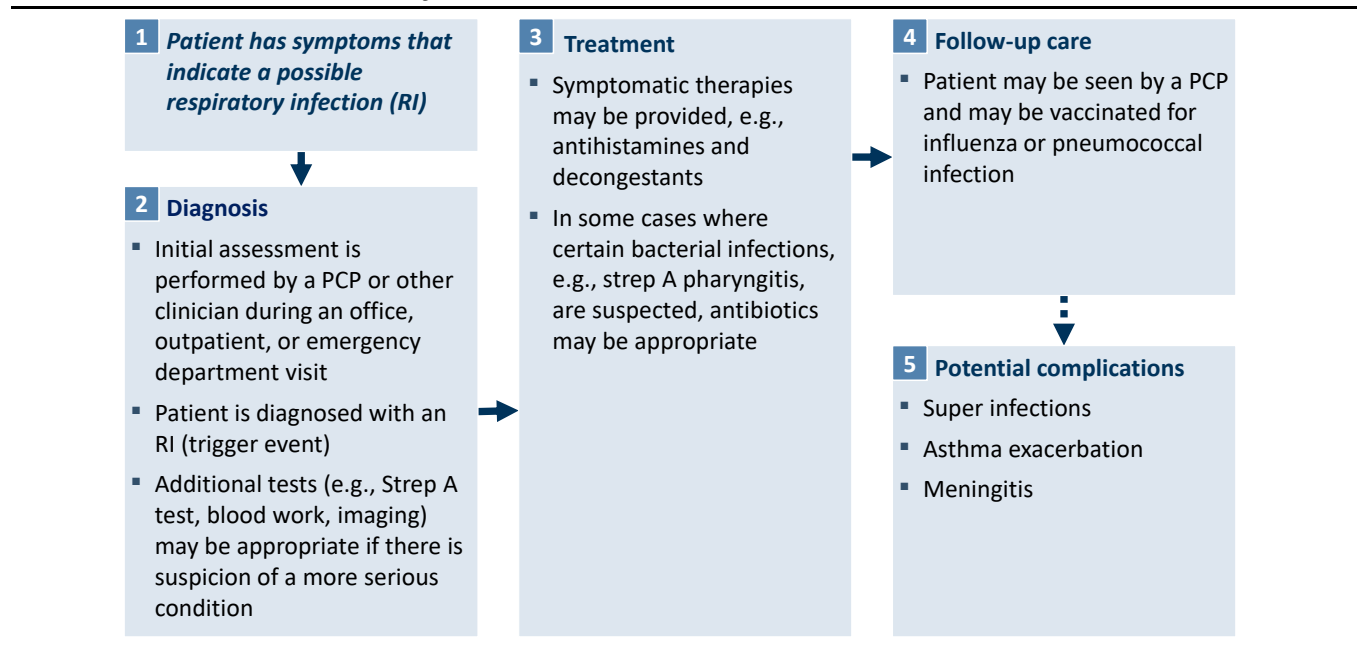 1 Patient has symptoms that
indicate a possible
respiratory infection (RI)
2 Diagnosis
▪ Initial assessment is
performed by a PCP or other
clinician during an office,
outpatient, or emergency
department visit
▪ Patient is diagnosed with an
RI (trigger event)
▪ Additional tests (e.g., Strep A
test, blood work, imaging)
may be appropriate if there is
suspicion of a more serious
condition
3 Treatment
▪ Symptomatic therapies
may be provided, e.g.,
antihistamines and
decongestants
▪ In some cases where
certain bacterial infections,
e.g., strep A pharyngitis,
are suspected, antibiotics
may be appropriate
4 Follow-up care
▪ Patient may be seen by a PCP
and may be vaccinated for
influenza or pneumococcal
infection
5 Potential complications
▪ Super infections
▪ Asthma exacerbation
▪ Meningitis